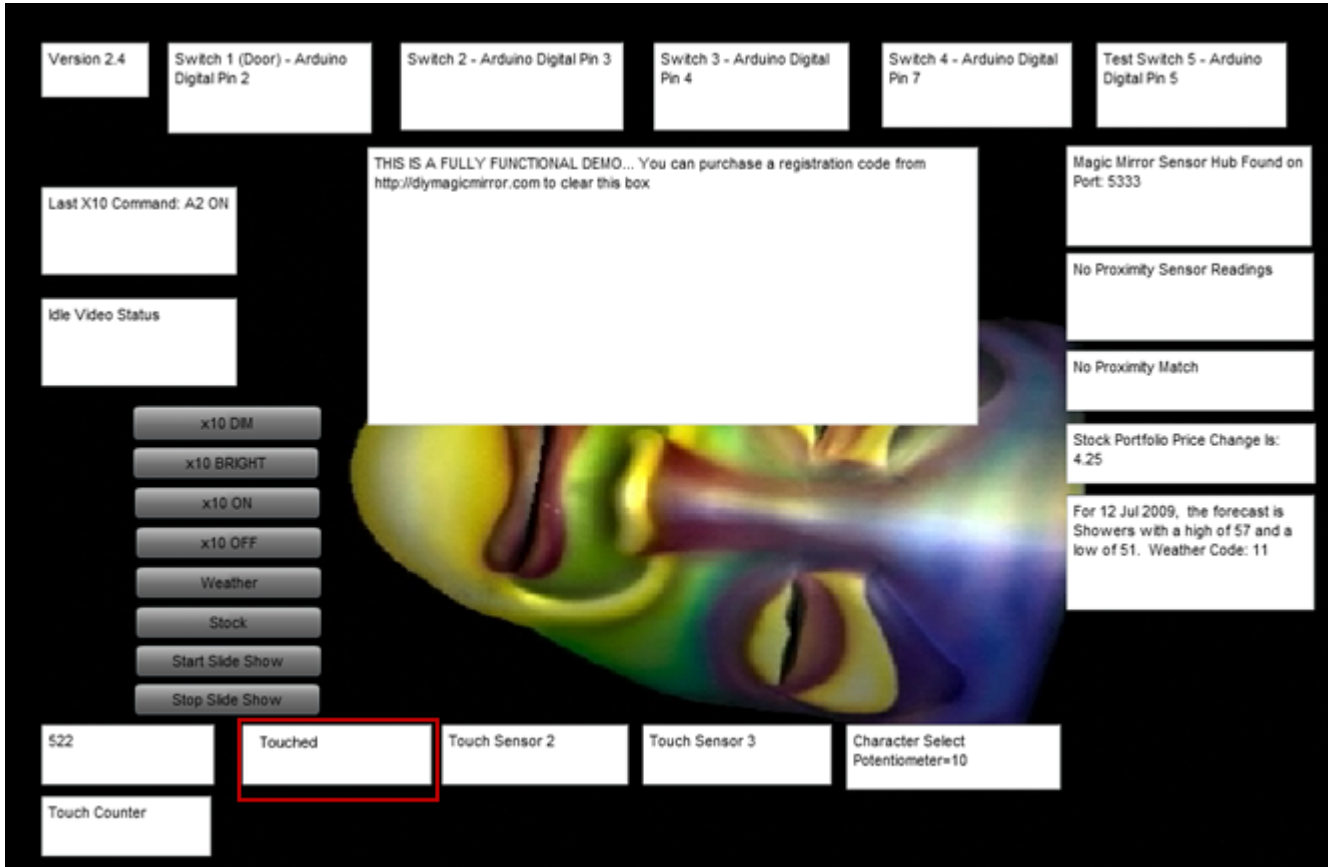 Version 2.4
Switch 1 (Door) - Arduino
Digital Pin 2
Switch 2 - Arduino Digital Pin 3
Switch 3 - Arduino Digital
Pin 4
Switch 4 - Arduino Digital
Pin 7
Test Switch 5 - Arduino
Digital Pin 5
THIS IS A FULLY FUNCTIONAL DEMO... You can purchase a registration code from
http://diymagicmirror.com to clear this box
Magic Mirror Sensor Hub Found on
Port: 5333
Last X10 Command: A2 ON
No Proximity Sensor Readings
Idle Video Status
No Proximity Match
x10 DIM
x10 BRIGHT
x10 ON
x10 OFF
Weather
Stock
Start Slide Show
Stop Slide Show
Stock Portfolio Price Change Is:
4.25
For 12 Jul 2009,  the forecast is
Showers with a high of 57 and a
low of 51.  Weather Code: 11
522
Touched
Touch Sensor 2
Touch Sensor 3
Character Select
Potentiometer=10
Touch Counter